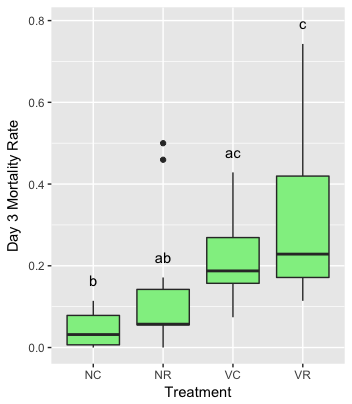 0.8
0.6
0.4
0.2
0.0
Day 3 Mortality Rate
b
ab
ac
c
NC NR VC VR
Treatment